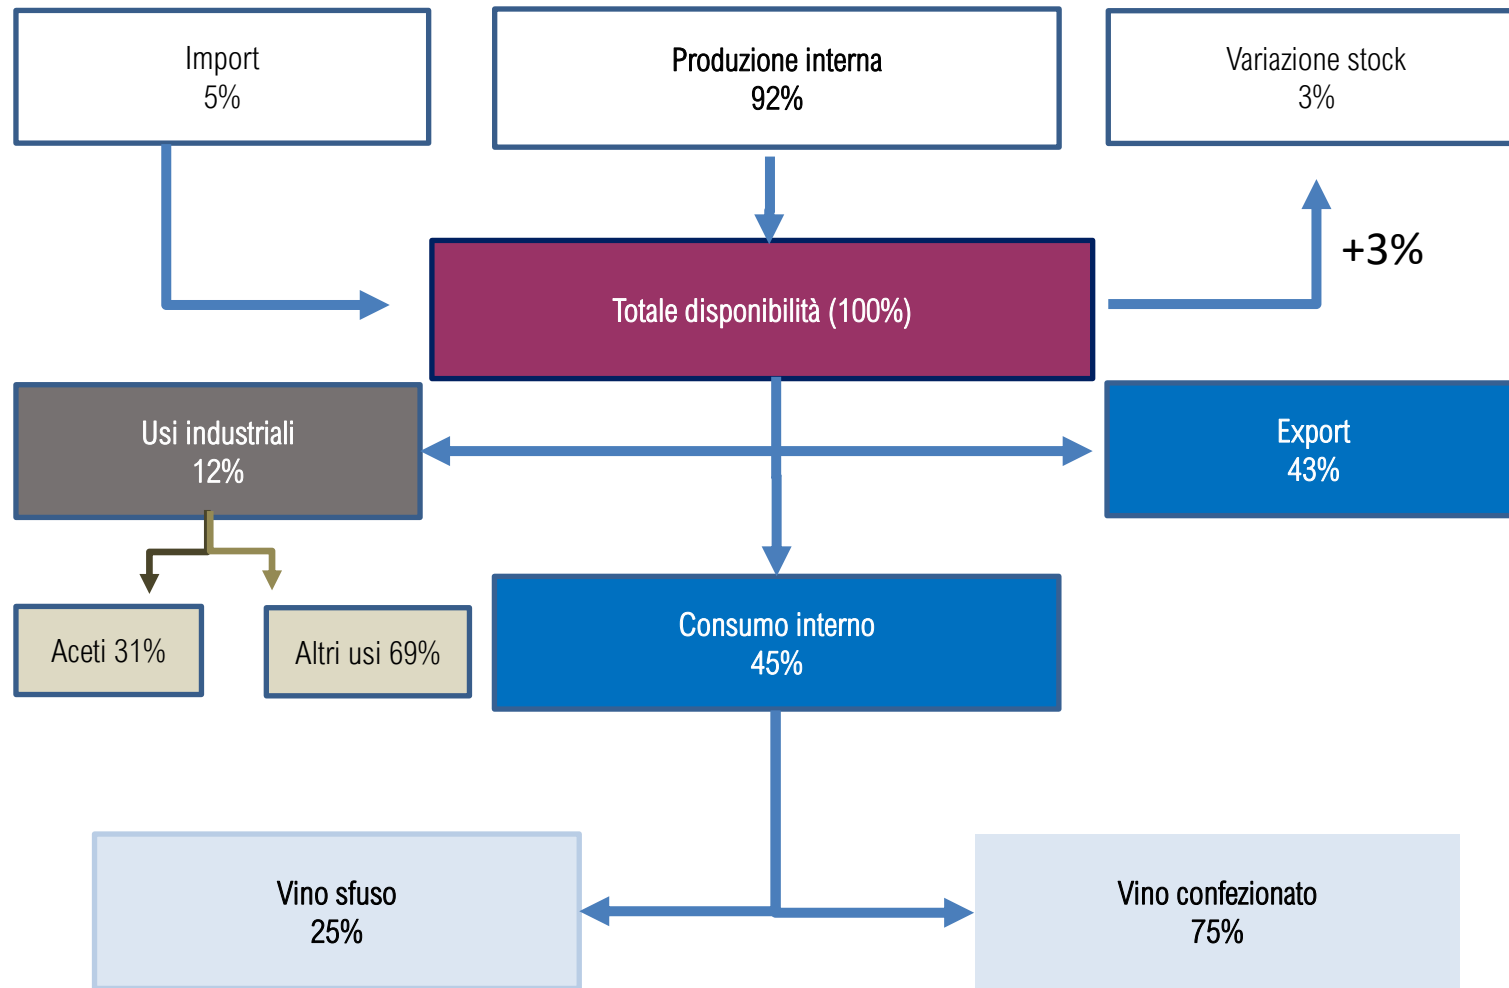 Import
5%
Produzione interna
92%
Variazione stock
3%
+3%
Totale disponibilità (100%)
Usi industriali
12%
Export
43%
Aceti 31%
Altri usi 69%
Consumo interno
45%
Vino sfuso
25%
Vino confezionato
75%